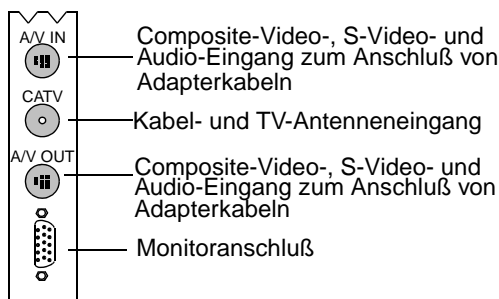 A/V IN
Composite-Video-, S-Video- und
Audio-Eingang zum Anschluß von
Adapterkabeln
CATV
Kabel- und TV-Antenneneingang
A/V OUT
Composite-Video-, S-Video- und
Audio-Eingang zum Anschluß von
Adapterkabeln
Monitoranschluß